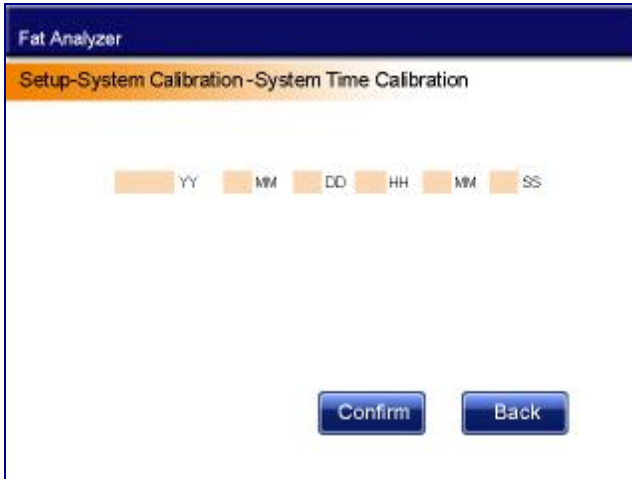 Fat Analyzer
Setup-System Calibration -System Time Calibration
YY MM DD HH MM SS
Confirm Back